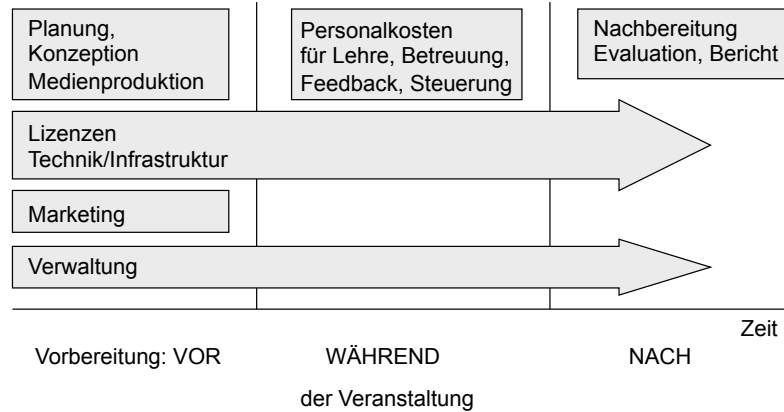 Planung,
Konzeption
Medienproduktion
Personalkosten
für Lehre, Betreuung,
Feedback, Steuerung
Nachbereitung
Evaluation, Bericht
Lizenzen
Technik/Infrastruktur
Marketing
Verwaltung
Zeit
Vorbereitung: VOR
WÄHREND
NACH
der Veranstaltung